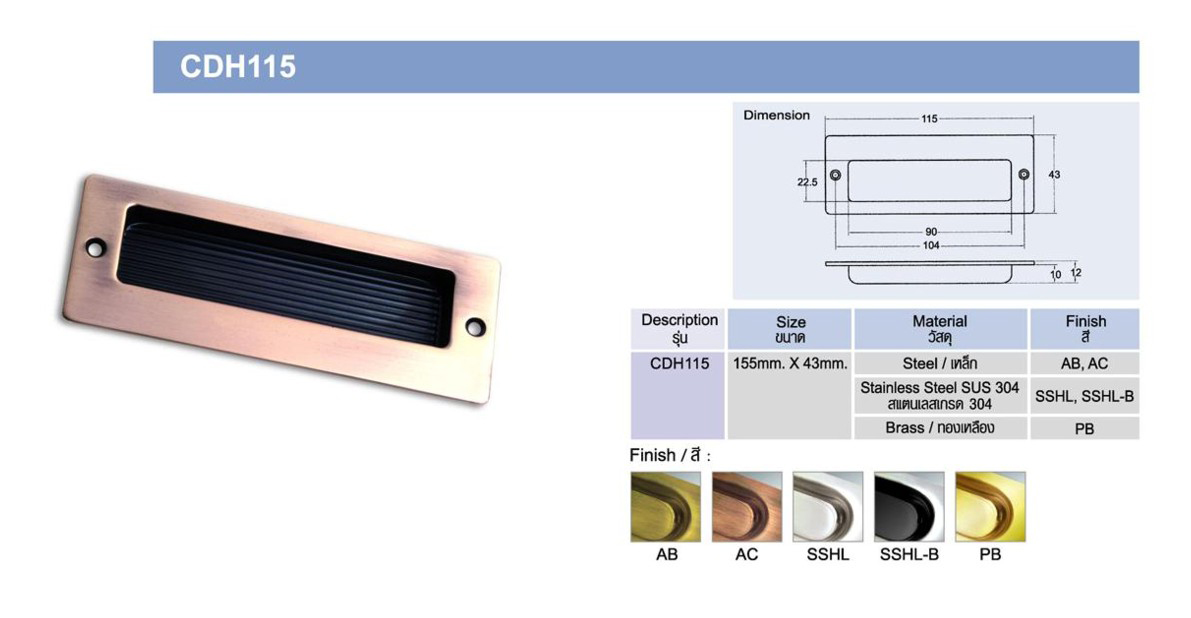 CDH115
Dimension
115
22.5
43
90
104
10
12
Description
รุ่น
Size
ขนาด
Material
วัสดุ
Finish
สี
CDH115
155mm. X 43mm.
Steel / เหล็ก
AB, AC
Stainless Steel SUS 304
สแตนเลสเกรด 304
SSHL, SSHL-B
Brass / ทองเหลือง
PB
Finish / สี :
AB
AC
SSHL
SSHL-B
PB